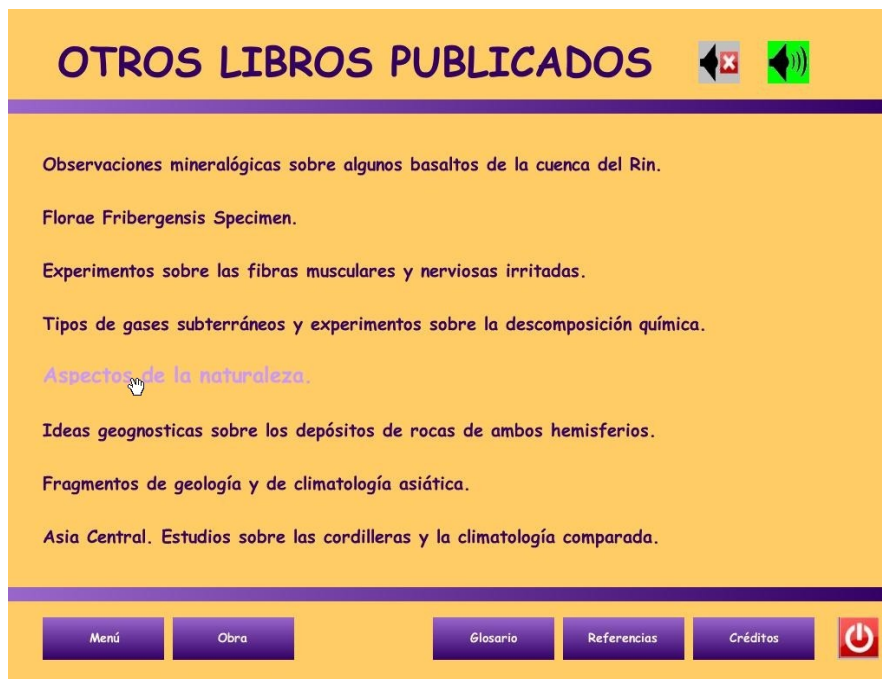 OTROS LIBROS PUBLICADOS
Observaciones mineralógicas sobre algunos basaltos de la cuenca del Rin.
Florae Fribergensis Specimen.
Experimentos sobre las fibras musculares y nerviosas irritadas.
Tipos de gases subterráneos y experimentos sobre la descomposición química.
Aspectos de la naturaleza.
Ideas geognosticas sobre los depósitos de rocas de ambos hemisferios.
Fragmentos de geología y de climatología asiática.
Asia Central. Estudios sobre las cordilleras y la climatología comparada.
Menú Obra Glosario Referencias Créditos